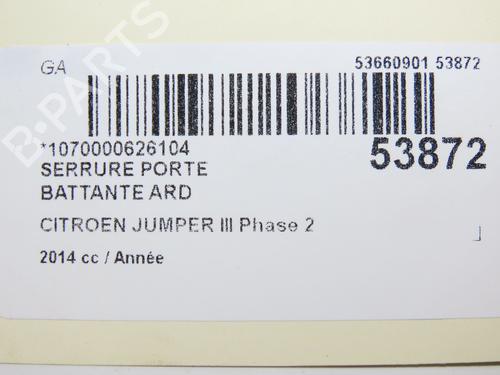 GA
53660901 53872
*1070000626104
53872
SERRURE PORTE
BATTANTE ARD
CITROEN JUMPER III Phase 2
2014 cc / Année
B-PARTS